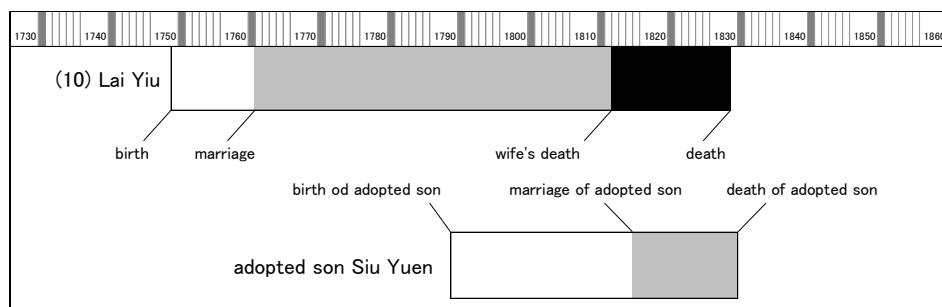 1730 1740 1750 1760 1770 1780 1790 1800 1810 1820 1830 1840 1850 1860
(10) Lai Yiu
birth marriage wife's death death
birth od adopted son marriage of adopted son death of adopted son
adopted son Siu Yuen